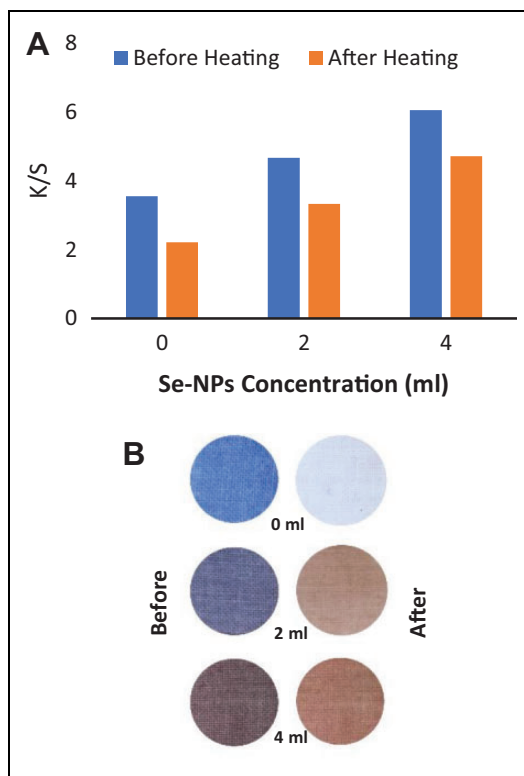 A
Before Heating After Heating
K/S
8
6
4
2
0
0 2 4
Se-NPs Concentration (ml)
B
0 ml
Before
2 ml
After
4 ml